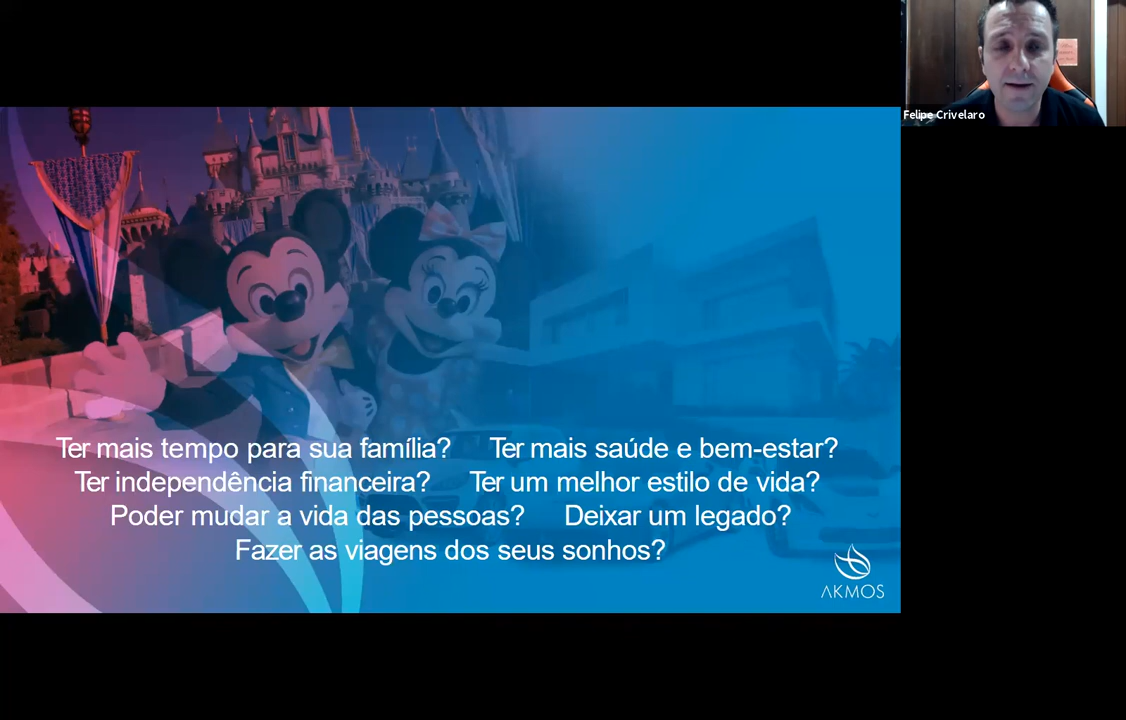 Felipe Crivelaro
Ter mais tempo para sua família? Ter mais saúde e bem-estar?
Ter independência financeira? Ter um melhor estilo de vida?
Poder mudar a vida das pessoas? Deixar um legado?
Fazer as viagens dos seus sonhos?
AKMOS